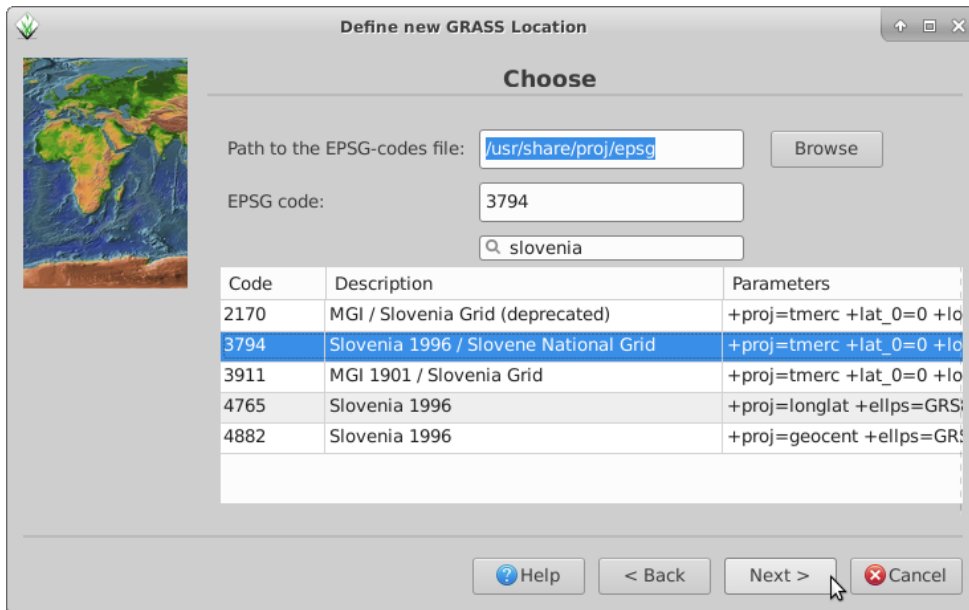 Define new GRASS Location
Choose
Path to the EPSG-codes file: /usr/share/proj/epsg Browse
EPSG code: 3794
slovenia
Code Description Parameters
2170 MGI / Slovenia Grid (deprecated) +proj=tmerc +lat_0=0 +lo
3794 Slovenia 1996 / Slovene National Grid +proj=tmerc +lat_0=0 +lo
3911 MGI 1901 / Slovenia Grid +proj=tmerc +lat_0=0 +lo
4765 Slovenia 1996 +proj=longlat +ellps=GRS
4882 Slovenia 1996 +proj=geocent +ellps=GRS
Help < Back Next > Cancel